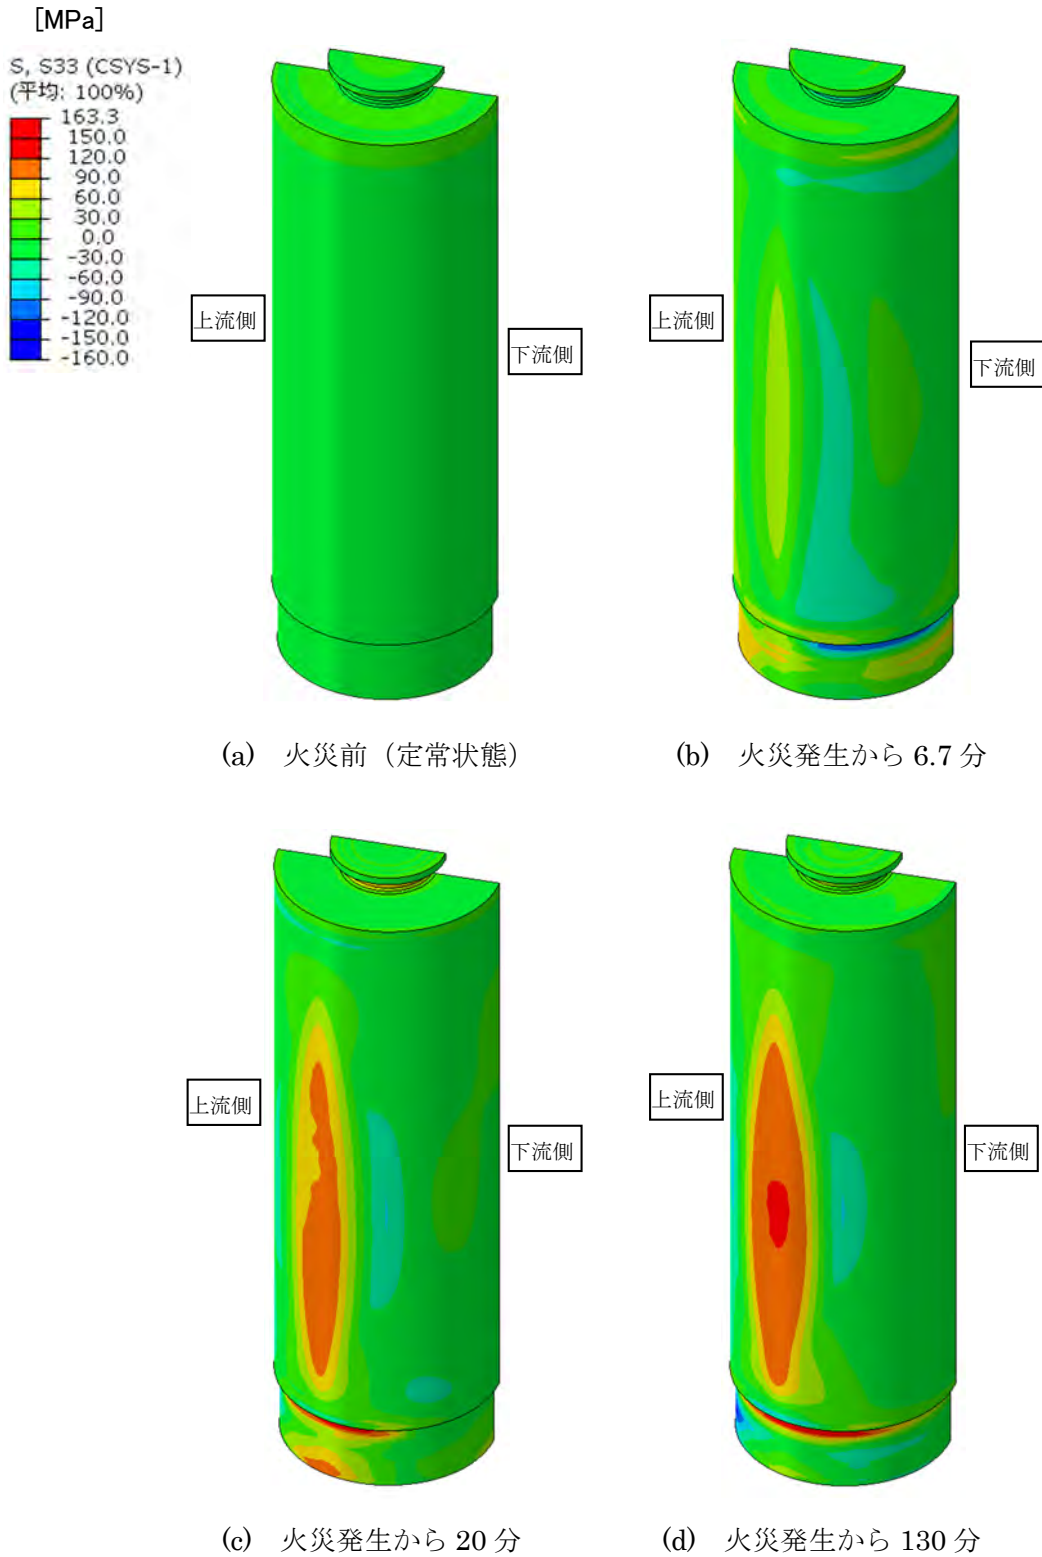 [MPa]
S, S33 (CSYS-1)
(平均: 100%)
163.3
150.0
120.0
90.0
60.0
30.0
0.0
-30.0
-60.0
-90.0
-120.0
-150.0
-160.0
上流側
下流側
上流側
下流側
(a) 火災前（定常状態）
(b) 火災発生から 6.7 分
上流側
下流側
上流側
下流側
(c) 火災発生から 20 分
(d) 火災発生から 130 分